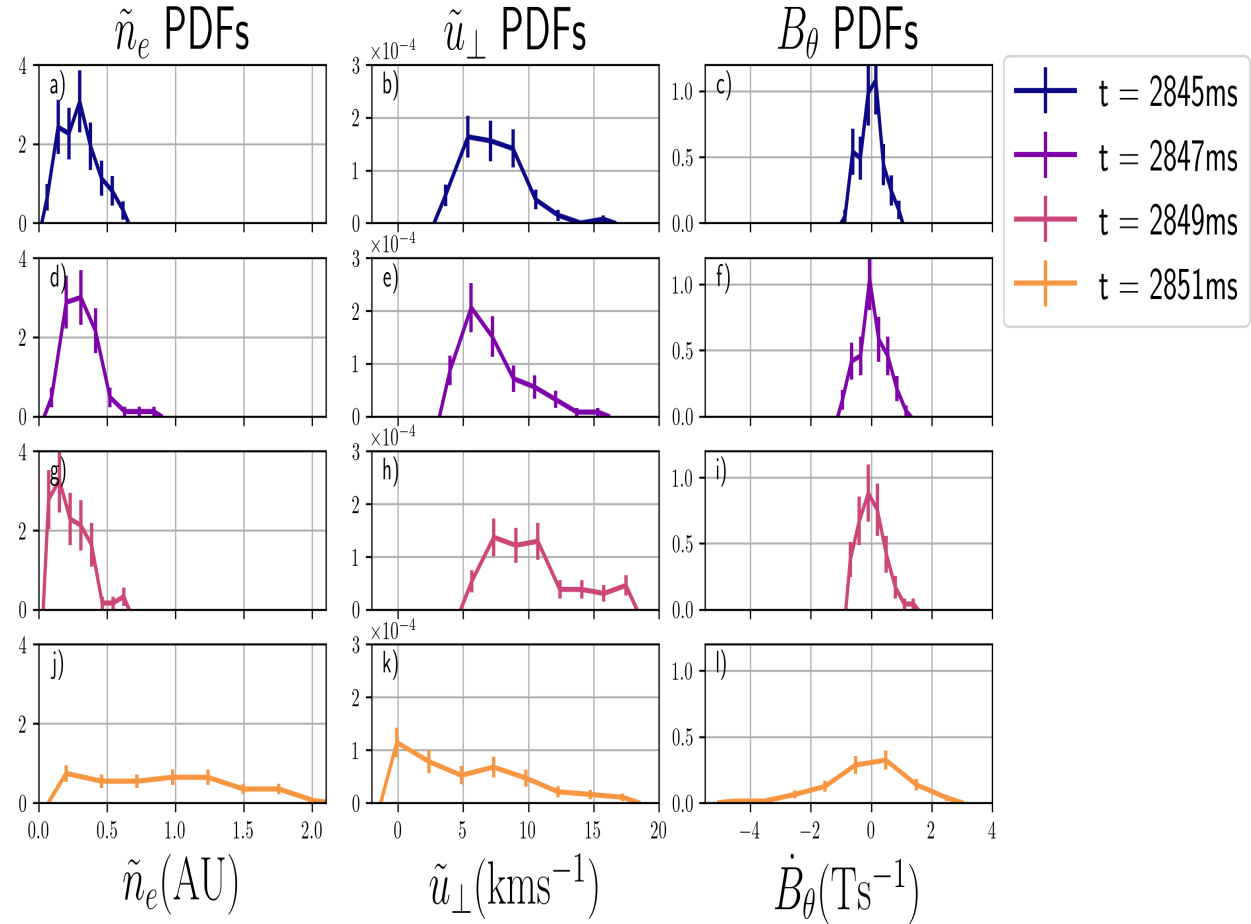 ñₑ PDFs ũ⊥ PDFs B_θ PDFs
×10⁻⁴
a) b) c)
4 2 0
3 2 1 0
1.0 0.5 0.0
t = 2845ms
t = 2847ms
t = 2849ms
t = 2851ms
×10⁻⁴
d) e) f)
4 2 0
3 2 1 0
1.0 0.5 0.0
×10⁻⁴
g) h) i)
4 2 0
3 2 1 0
1.0 0.5 0.0
×10⁻⁴
j) k) l)
4 2 0
3 2 1 0
1.0 0.5 0.0
0.0 0.5 1.0 1.5 2.0 0 5 10 15 20 −4 −2 0 2 4
ñₑ(AU) ũ⊥(kms⁻¹) Ḃ_θ(Ts⁻¹)